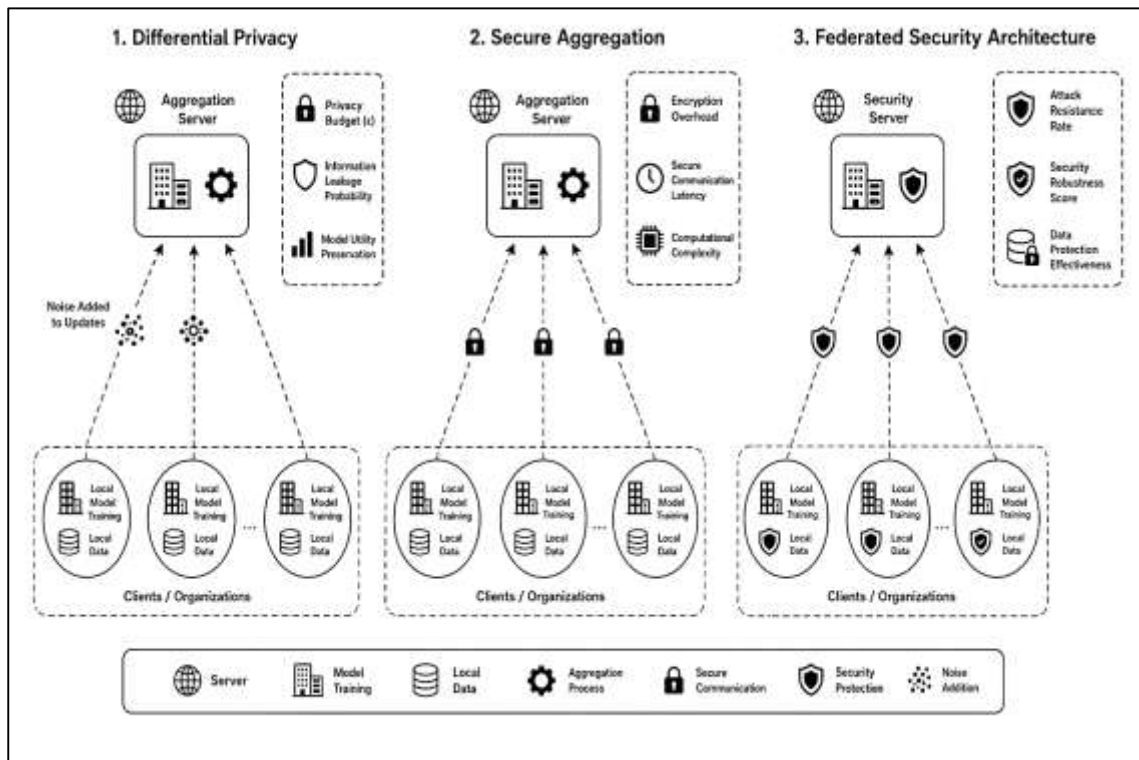 1. Differential Privacy
Aggregation
Server
Privacy
Budget (ε)
Information
Leakage
Probability
Model Utility
Preservation
Noise Added
to Updates
Local
Model
Training
Local
Data
Local
Model
Training
Local
Data
...
Local
Model
Training
Local
Data
Clients / Organizations
2. Secure Aggregation
Aggregation
Server
Encryption
Overhead
Secure
Communication
Latency
Computational
Complexity
Local
Model
Training
Local
Data
Local
Model
Training
Local
Data
...
Local
Model
Training
Local
Data
Clients / Organizations
3. Federated Security Architecture
Security
Server
Attack
Resistance
Rate
Security
Robustness
Score
Data
Protection
Effectiveness
Local
Model
Training
Local
Data
Local
Model
Training
Local
Data
...
Local
Model
Training
Local
Data
Clients / Organizations
Server
Model
Training
Local
Data
Aggregation
Process
Secure
Communication
Security
Protection
Noise
Addition